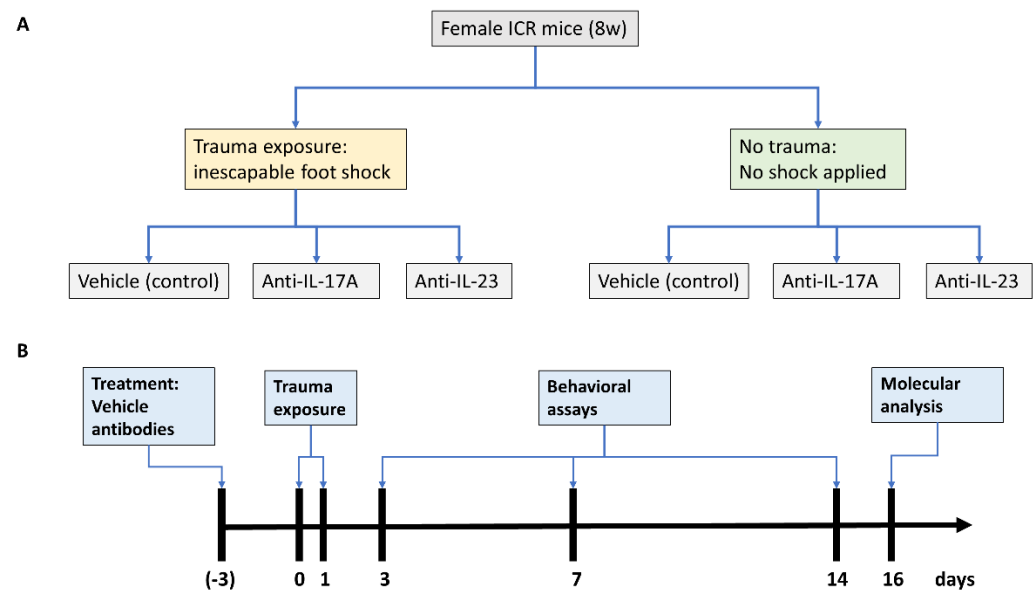 A
Female ICR mice (8w)
Trauma exposure:
inescapable foot shock
No trauma:
No shock applied
Vehicle (control)
Anti-IL-17A
Anti-IL-23
Vehicle (control)
Anti-IL-17A
Anti-IL-23
B
Treatment:
Vehicle
antibodies
Trauma
exposure
Behavioral
assays
Molecular
analysis
(-3) 0 1 3 7 14 16 days